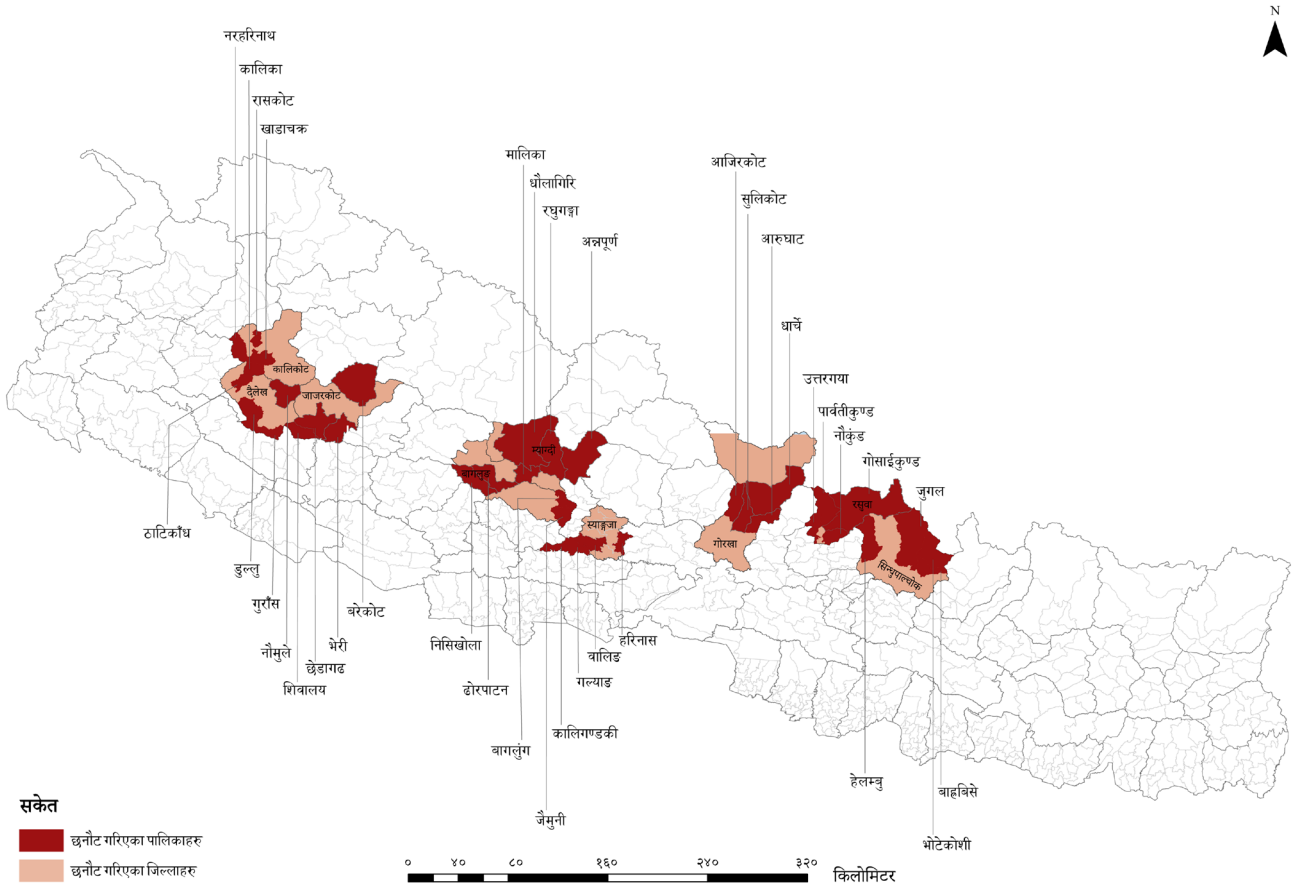 N
नरहरिनाथ
कालिका
रास्कोट
खाडाचक्र
मालिका
धौलागिरि
रघुगङ्गा
अन्नपूर्ण
आजिरकोट
सुलिकोट
आरुघाट
धार्चे
उत्तरगया
पार्वतीकुण्ड
नौकुंड
गोसाईकुण्ड
जुगल
कालिकोट
दैलेख
जाजरकोट
म्याग्दी
बागलुङ
स्याङ्गजा
गोरखा
रसुवा
सिन्धुपाल्चोक
ठाटिकाँध
डुल्लु
गुराँस
नौमुले
शिवालय
छेडागढ
भेरी
बरेकोट
निसिखोला
ढोरपाटन
बागलुंग
जैमुनी
कालिगण्डकी
गल्याङ
वालिङ
हरिनास
हेलम्बु
बाह्रबिसे
भोटेकोशी
सकेत
छनौट गरिएका पालिकाहरु
छनौट गरिएका जिल्लाहरु
० ४० ८० १६० २४० ३२०
किलोमिटर